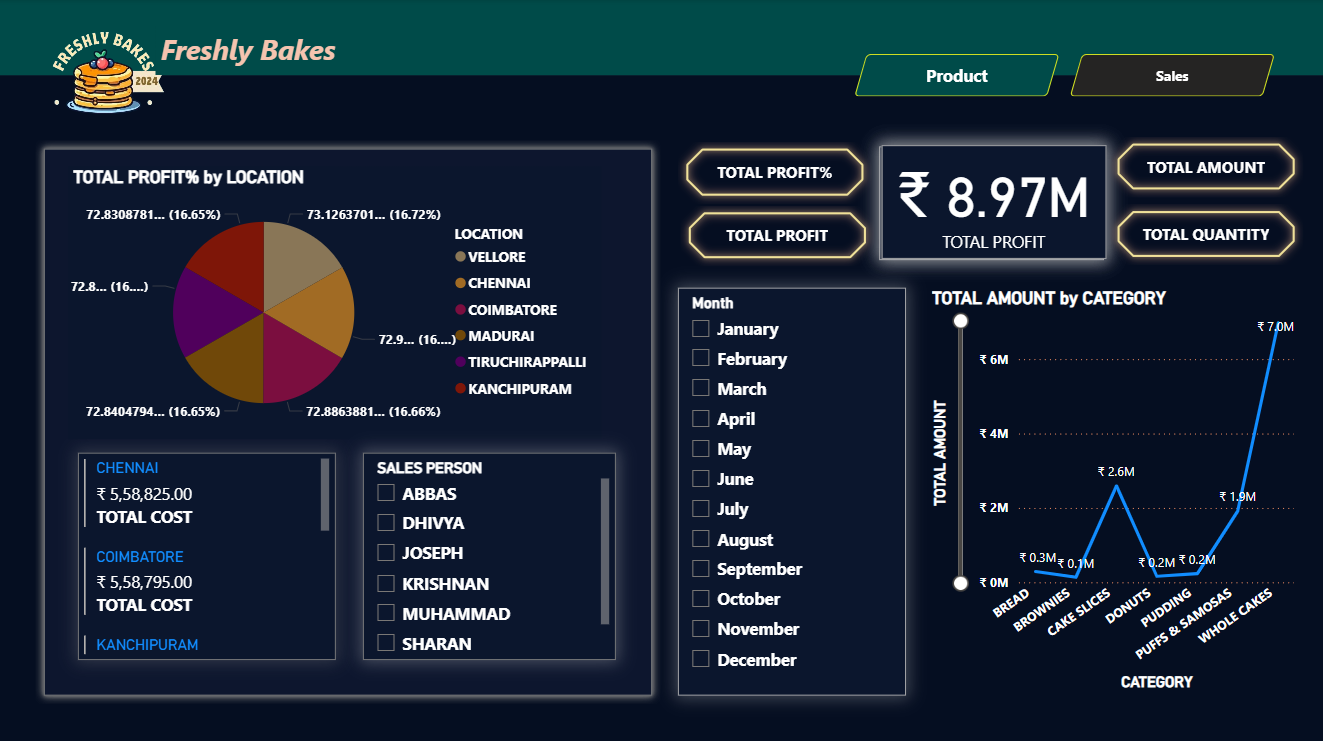 FRESHLY BAKES
2024
Freshly Bakes
Product
Sales
TOTAL PROFIT% by LOCATION
72.8308781... (16.65%)
73.1263701... (16.72%)
72.8... (16....)
72.9... (16....)
72.8404794... (16.65%)
72.8863881... (16.66%)
LOCATION
VELLORE
CHENNAI
COIMBATORE
MADURAI
TIRUCHIRAPPALLI
KANCHIPURAM
CHENNAI
₹ 5,58,825.00
TOTAL COST
COIMBATORE
₹ 5,58,795.00
TOTAL COST
KANCHIPURAM
SALES PERSON
ABBAS
DHIVYA
JOSEPH
KRISHNAN
MUHAMMAD
SHARAN
TOTAL PROFIT%
TOTAL PROFIT
₹ 8.97M
TOTAL PROFIT
TOTAL AMOUNT
TOTAL QUANTITY
Month
January
February
March
April
May
June
July
August
September
October
November
December
TOTAL AMOUNT by CATEGORY
TOTAL AMOUNT
₹ 6M
₹ 4M
₹ 2M
₹ 0M
₹ 0.3M
₹ 0.1M
₹ 2.6M
₹ 0.2M
₹ 0.2M
₹ 1.9M
₹ 7.0M
BREAD
BROWNIES
CAKE SLICES
DONUTS
PUDDING
PUFFS & SAMOSAS
WHOLE CAKES
CATEGORY